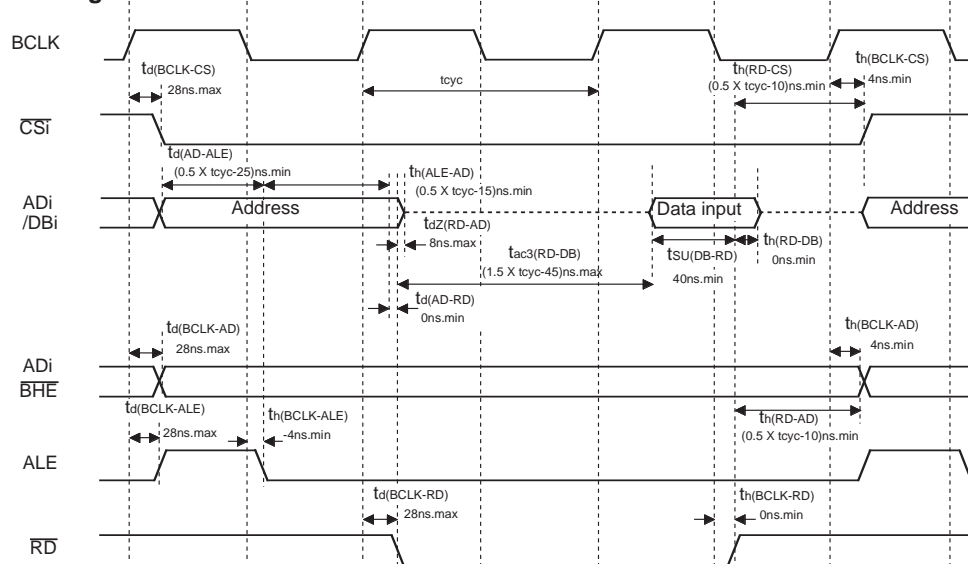 BCLK
td(BCLK-CS)
28ns.max
tcyc
th(RD-CS)
(0.5 X tcyc-10)ns.min
th(BCLK-CS)
4ns.min
CSi
td(AD-ALE)
(0.5 X tcyc-25)ns.min
th(ALE-AD)
(0.5 X tcyc-15)ns.min
ADi
/DBi
Address
Data input
Address
tdZ(RD-AD)
8ns.max
tac3(RD-DB)
(1.5 X tcyc-45)ns.max
tSU(DB-RD)
40ns.min
th(RD-DB)
0ns.min
td(AD-RD)
0ns.min
td(BCLK-AD)
28ns.max
th(BCLK-AD)
4ns.min
ADi
BHE
td(BCLK-ALE)
28ns.max
th(BCLK-ALE)
-4ns.min
th(RD-AD)
(0.5 X tcyc-10)ns.min
ALE
td(BCLK-RD)
28ns.max
th(BCLK-RD)
0ns.min
RD